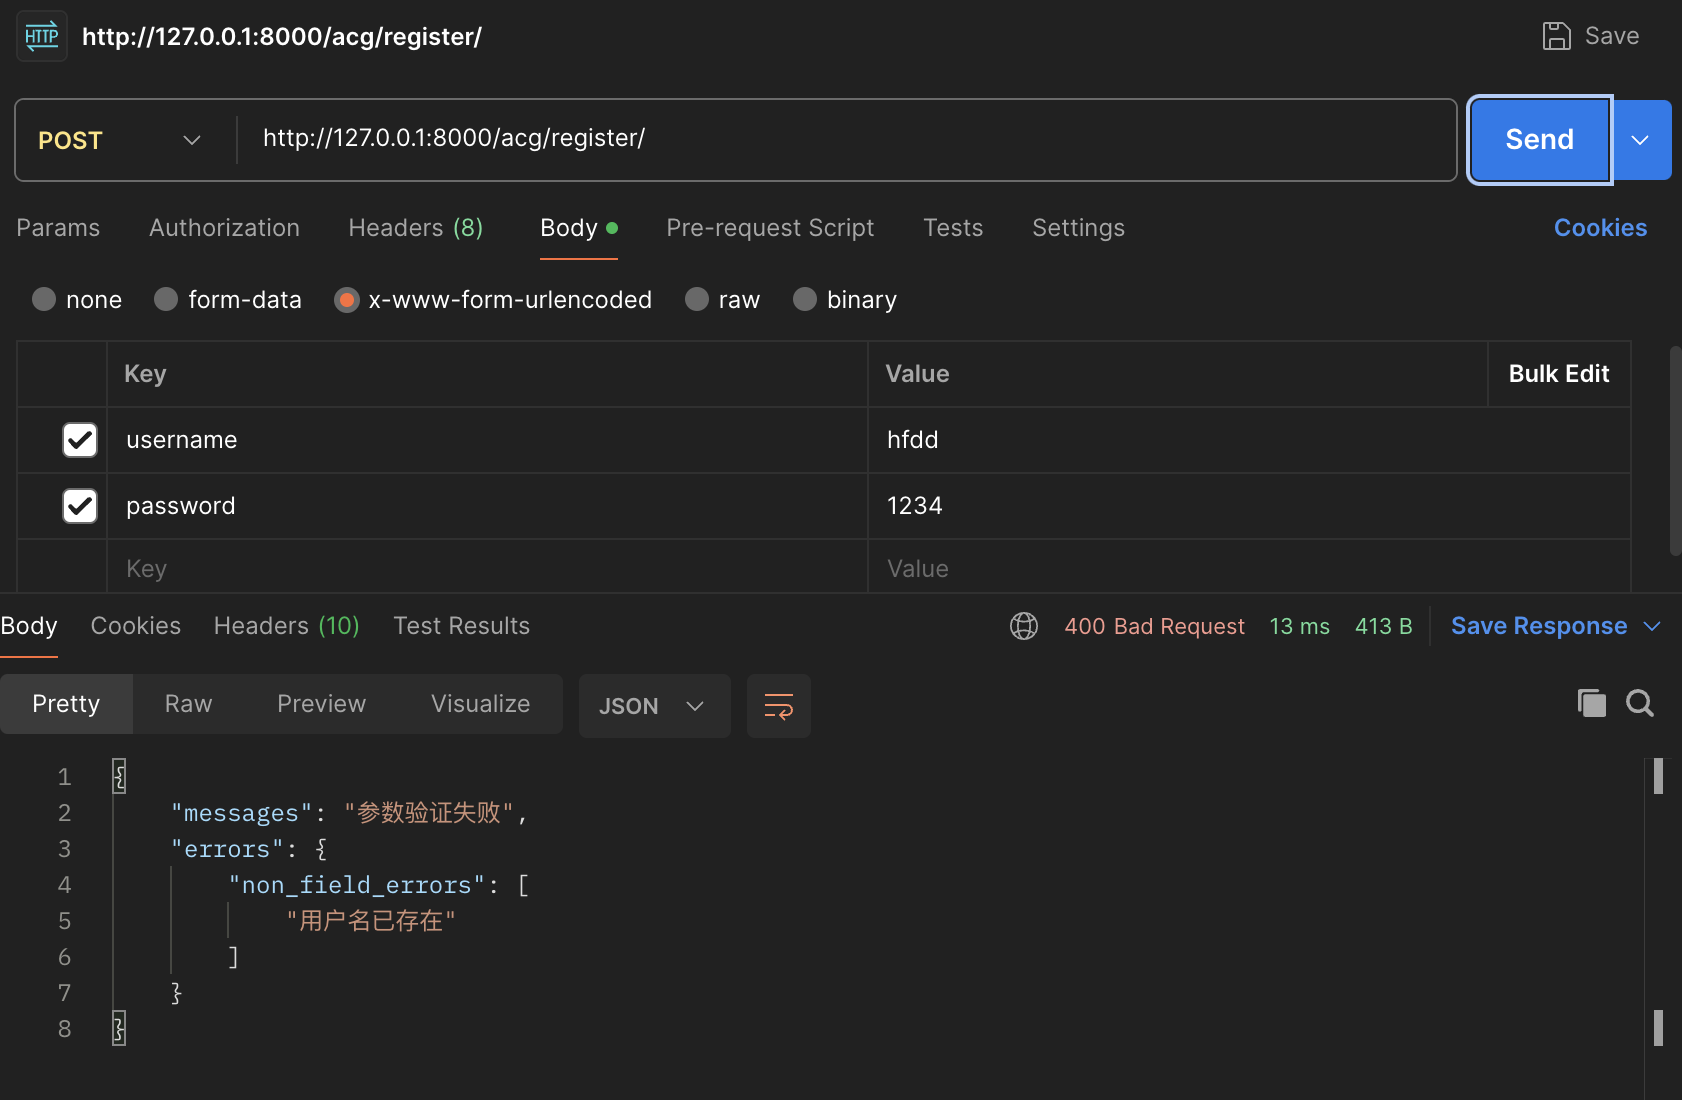 HTTP http://127.0.0.1:8000/acg/register/ Save
POST http://127.0.0.1:8000/acg/register/ Send
Params Authorization Headers (8) Body Pre-request Script Tests Settings Cookies
none form-data x-www-form-urlencoded raw binary
Key Value Bulk Edit
username hfdd
password 1234
Key Value
Body Cookies Headers (10) Test Results 400 Bad Request 13 ms 413 B Save Response
Pretty Raw Preview Visualize JSON
1 {
2 "messages": "参数验证失败",
3 "errors": {
4 "non_field_errors": [
5 "用户名已存在"
6 ]
7 }
8 }